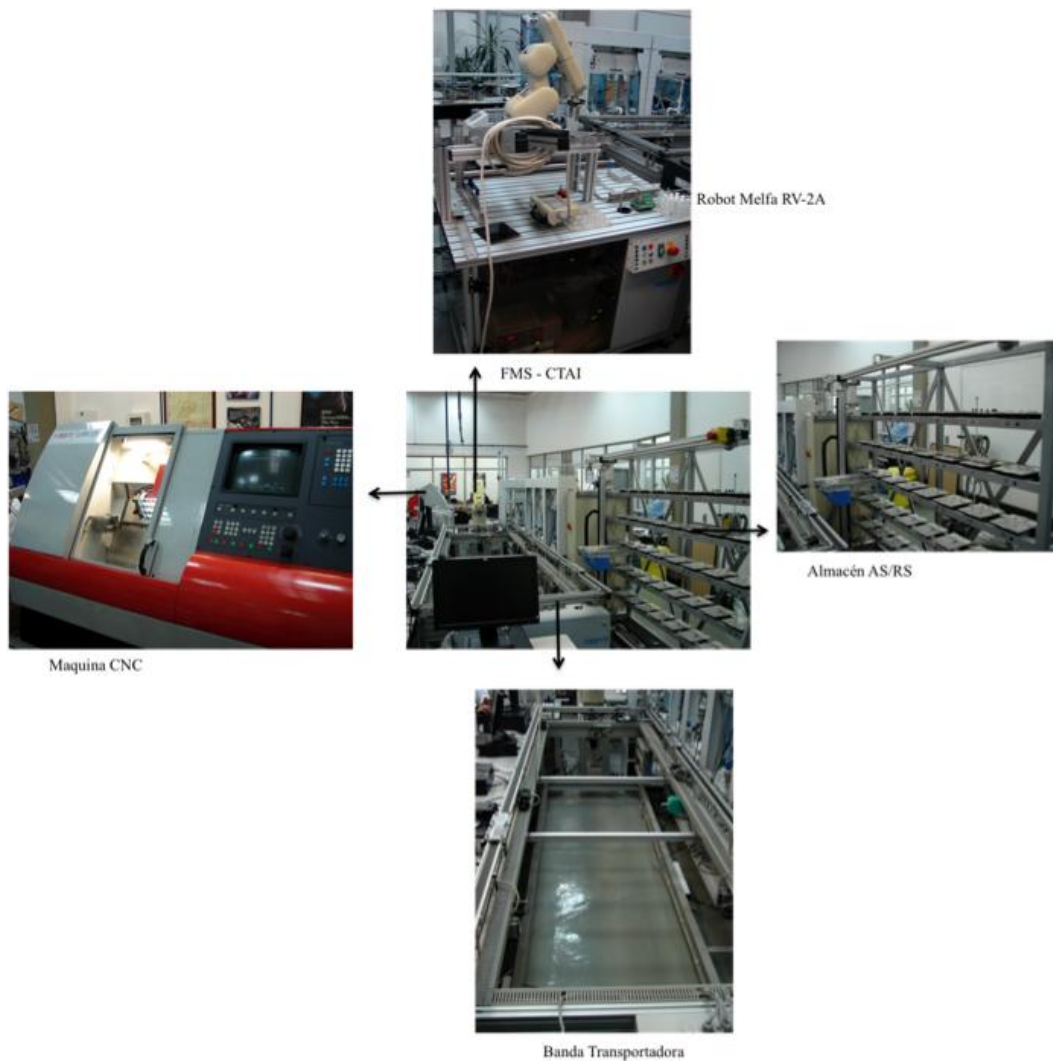 Robot Melfa RV-2A
FMS - CTAI
Almacén AS/RS
Maquina CNC
Banda Transportadora